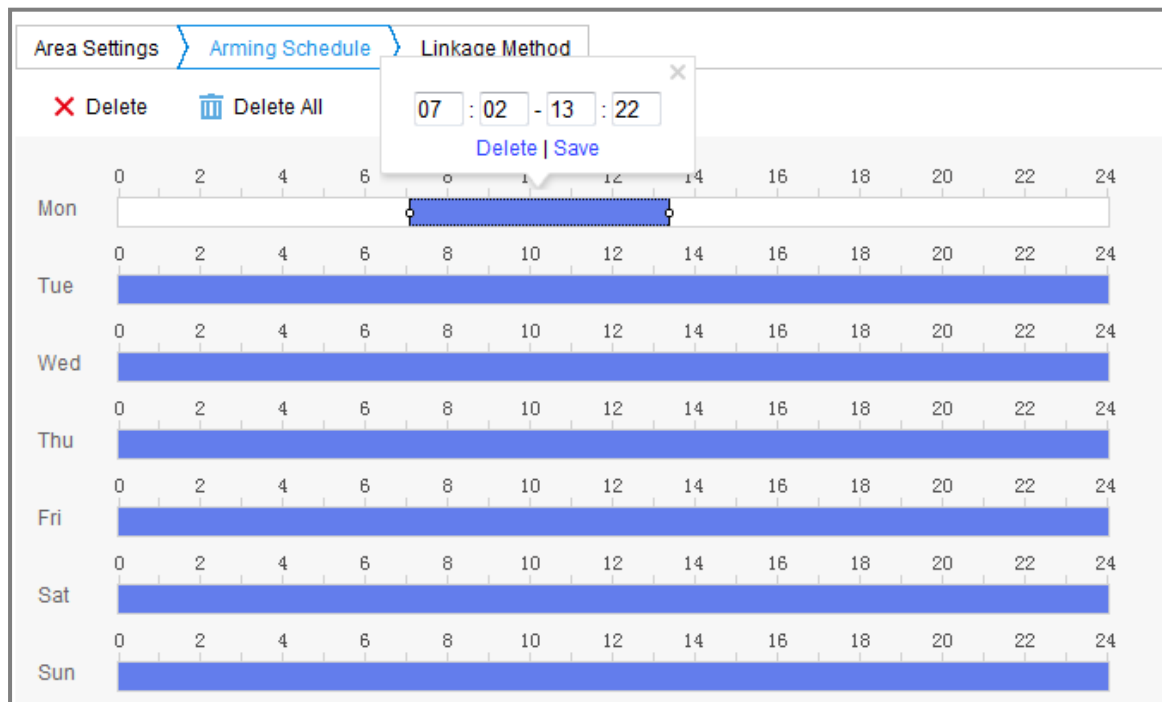 Area Settings Arming Schedule Linkage Method
Delete Delete All
07 : 02 - 13 : 22
Delete | Save
0 2 4 6 8 10 12 14 16 18 20 22 24
Mon
0 2 4 6 8 10 12 14 16 18 20 22 24
Tue
0 2 4 6 8 10 12 14 16 18 20 22 24
Wed
0 2 4 6 8 10 12 14 16 18 20 22 24
Thu
0 2 4 6 8 10 12 14 16 18 20 22 24
Fri
0 2 4 6 8 10 12 14 16 18 20 22 24
Sat
0 2 4 6 8 10 12 14 16 18 20 22 24
Sun